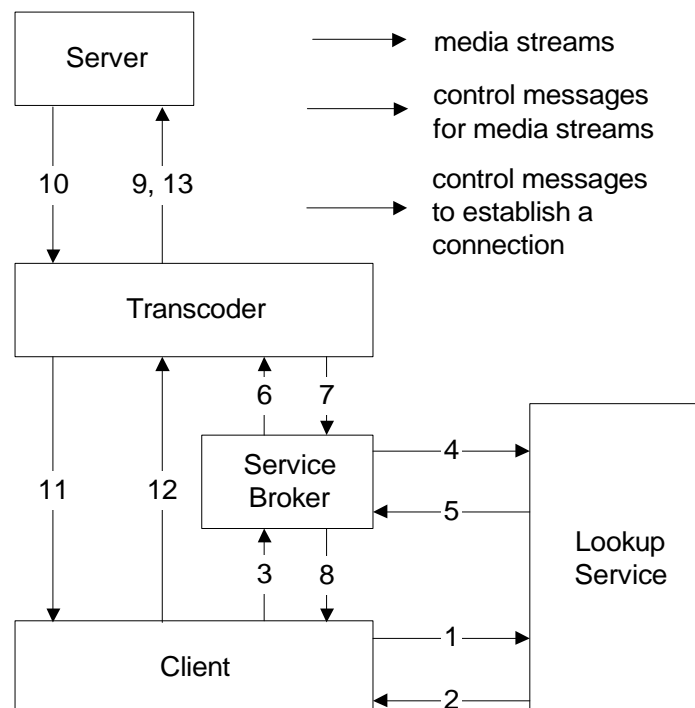 Server
media streams
control messages
for media streams
control messages
to establish a
connection
10
9, 13
Transcoder
6
7
4
Service
Broker
11
12
5
Lookup
Service
3
8
1
Client
2